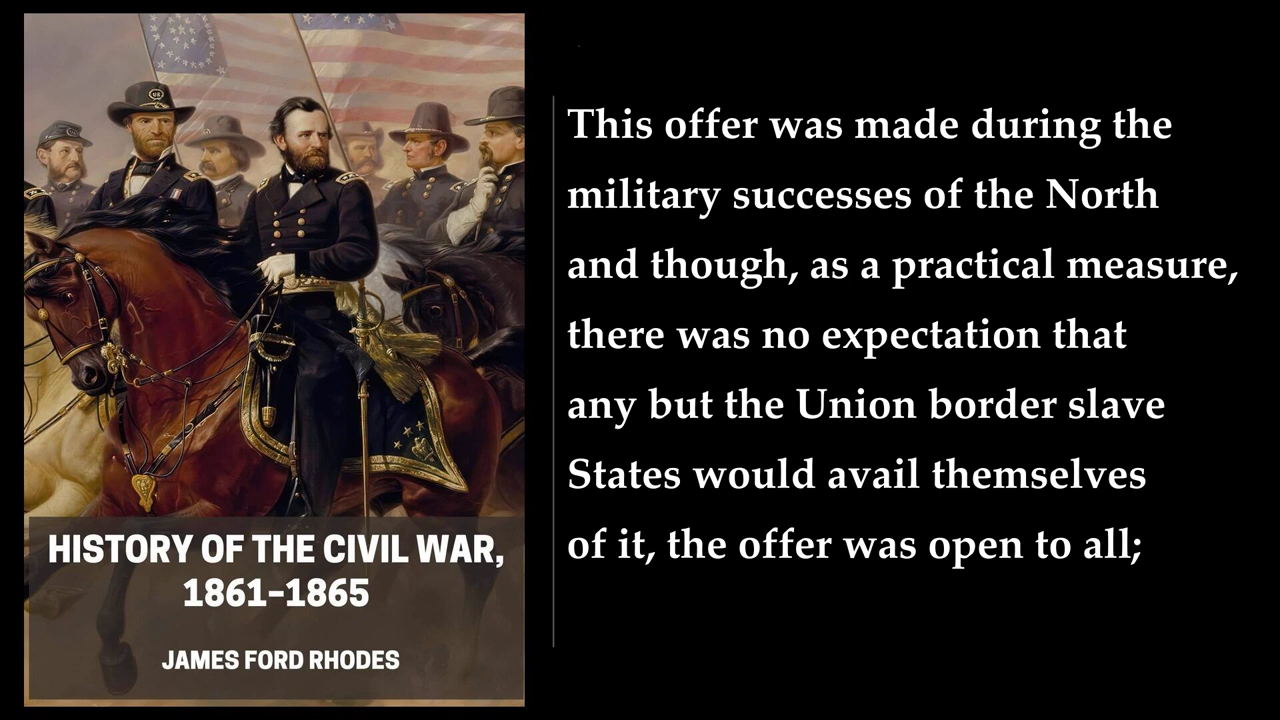 HISTORY OF THE CIVIL WAR,
1861–1865
JAMES FORD RHODES
This offer was made during the
military successes of the North
and though, as a practical measure,
there was no expectation that
any but the Union border slave
States would avail themselves
of it, the offer was open to all;